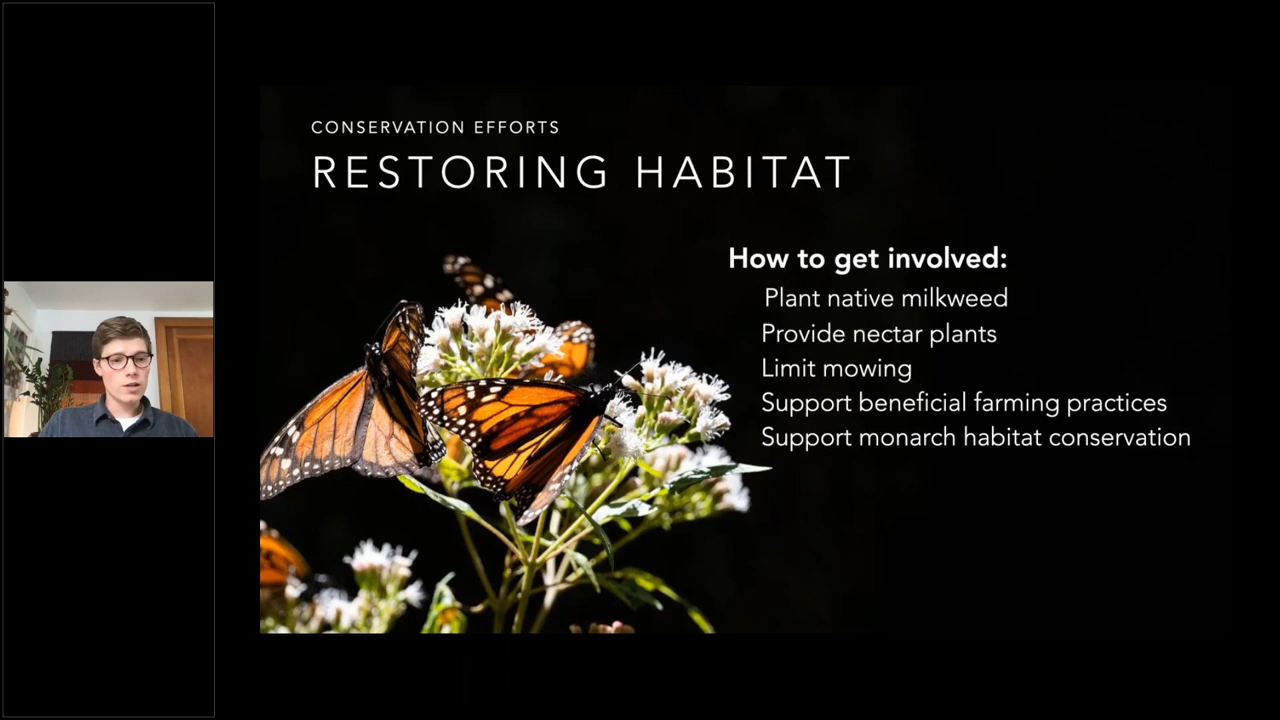 CONSERVATION EFFORTS
RESTORING HABITAT
How to get involved:
Plant native milkweed
Provide nectar plants
Limit mowing
Support beneficial farming practices
Support monarch habitat conservation